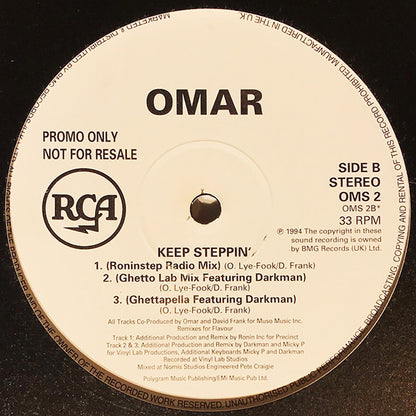 MARKETED & DISTRIBUTED
MANUFACTURED IN THE U.K.
OMAR
PROMO ONLY
NOT FOR RESALE
RCA
SIDE B
STEREO
OMS 2
OMS 2B*
33 RPM
℗ 1994 The copyright in these
sound recording is owned
by BMG Records (UK) Ltd.
KEEP STEPPIN'
1. (Roninstep Radio Mix) (O. Lye-Fook/D. Frank)
2. (Ghetto Lab Mix Featuring Darkman)
(O. Lye-Fook/D. Frank)
3. (Ghettapella Featuring Darkman)
(O. Lye-Fook/D. Frank)
All Tracks Co-Produced by Omar and David Frank for Muso Music Inc.
Remixes for Flavour
Track 1: Additional Production and Remix by Ronin Inc for Precinct
Track 2 & 3: Additional Production and Remix by Darkman and Micky P
for Vinyl Lab Productions, Additional Keyboards Micky P and Darkman
Recorded at Vinyl Lab Studios
Mixed at Nomis Studios Engineered Pete Craigie
Polygram Music Publishing/EMI Music Pub Ltd.
OWNER OF THE RECORDED WORK RESERVED. UNAUTHORISED PUBLIC
BROADCASTING, COPYING AND RENTAL OF THIS RECORD PROHIBITED.